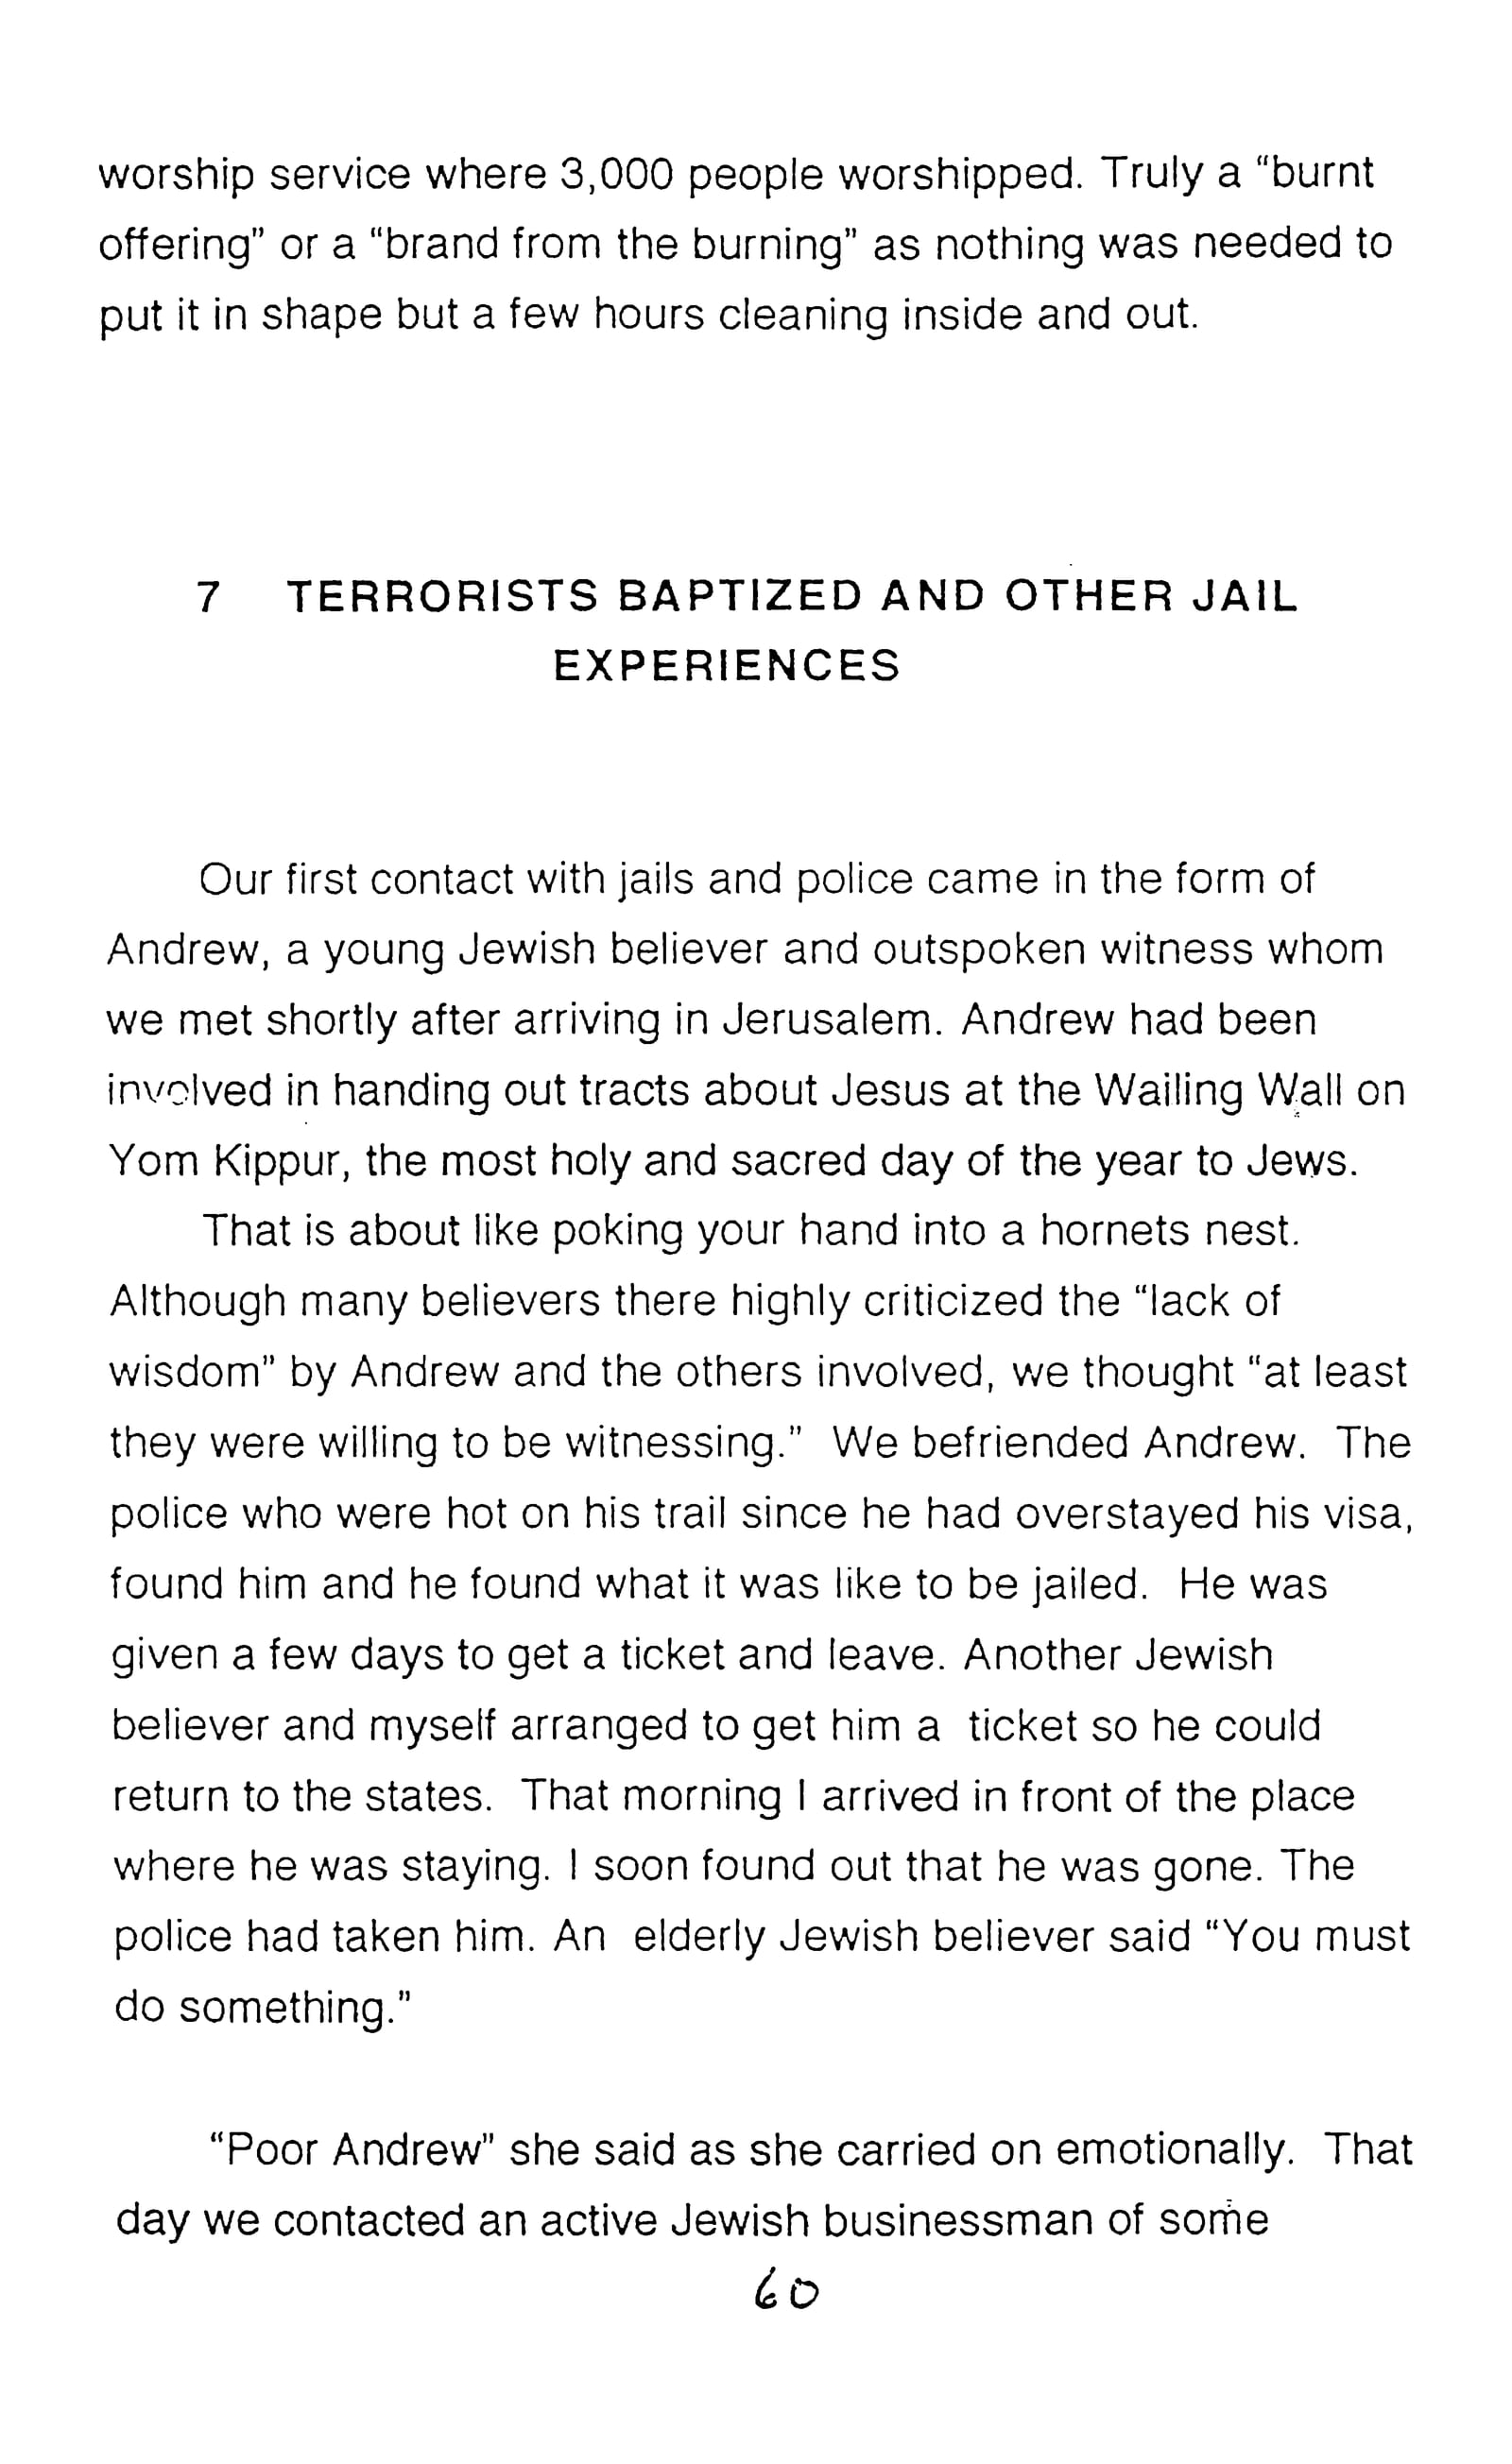 worship service where 3,000 people worshipped. Truly a “burnt
offering” or a “brand from the burning” as nothing was needed to
put it in shape but a few hours cleaning inside and out.
7 TERRORISTS BAPTIZED AND OTHER JAIL
EXPERIENCES
Our first contact with jails and police came in the form of
Andrew, a young Jewish believer and outspoken witness whom
we met shortly after arriving in Jerusalem. Andrew had been
involved in handing out tracts about Jesus at the Wailing Wall on
Yom Kippur, the most holy and sacred day of the year to Jews.
That is about like poking your hand into a hornets nest.
Although many believers there highly criticized the “lack of
wisdom” by Andrew and the others involved, we thought “at least
they were willing to be witnessing.” We befriended Andrew. The
police who were hot on his trail since he had overstayed his visa,
found him and he found what it was like to be jailed. He was
given a few days to get a ticket and leave. Another Jewish
believer and myself arranged to get him a ticket so he could
return to the states. That morning I arrived in front of the place
where he was staying. I soon found out that he was gone. The
police had taken him. An elderly Jewish believer said “You must
do something.”
“Poor Andrew” she said as she carried on emotionally. That
day we contacted an active Jewish businessman of some
60